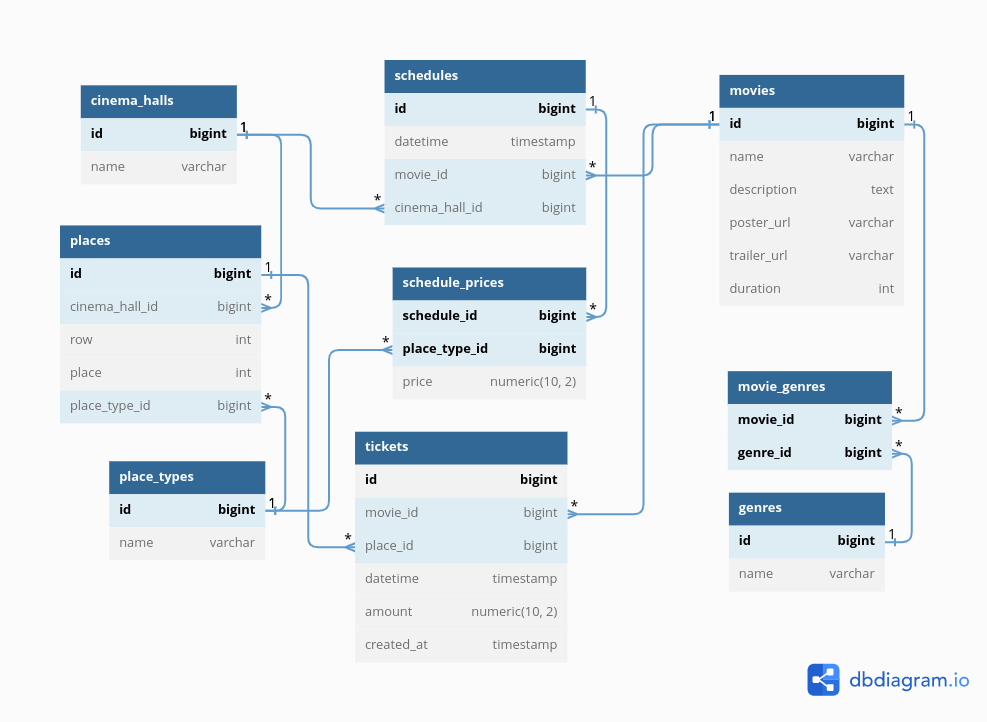 cinema_halls
id bigint
name varchar
places
id bigint
cinema_hall_id bigint
row int
place int
place_type_id bigint
place_types
id bigint
name varchar
schedules
id bigint
datetime timestamp
movie_id bigint
cinema_hall_id bigint
schedule_prices
schedule_id bigint
place_type_id bigint
price numeric(10, 2)
tickets
id bigint
movie_id bigint
place_id bigint
datetime timestamp
amount numeric(10, 2)
created_at timestamp
movies
id bigint
name varchar
description text
poster_url varchar
trailer_url varchar
duration int
movie_genres
movie_id bigint
genre_id bigint
genres
id bigint
name varchar
1
*
*
1
*
1
*
1
*
*
1
*
*
1
*
*
1
dbdiagram.io